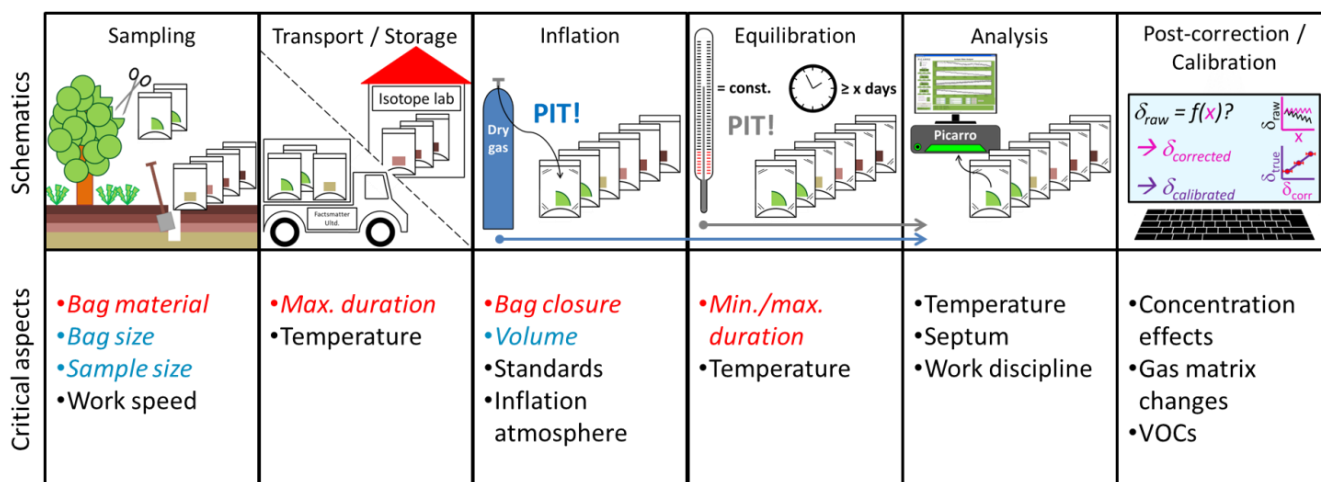 Schematics
Sampling
Transport / Storage
Isotope lab
Factsmatter
Ultd.
Inflation
Dry
gas
PIT!
Equilibration
= const.
≥ x days
PIT!
Analysis
Picarro
Post-correction /
Calibration
δraw = f(x)?
→ δcorrected
→ δcalibrated
δraw
x
δtrue
δcorr
Critical aspects
•Bag material
•Bag size
•Sample size
•Work speed
•Max. duration
•Temperature
•Bag closure
•Volume
•Standards
•Inflation
atmosphere
•Min./max.
duration
•Temperature
•Temperature
•Septum
•Work discipline
•Concentration
effects
•Gas matrix
changes
•VOCs